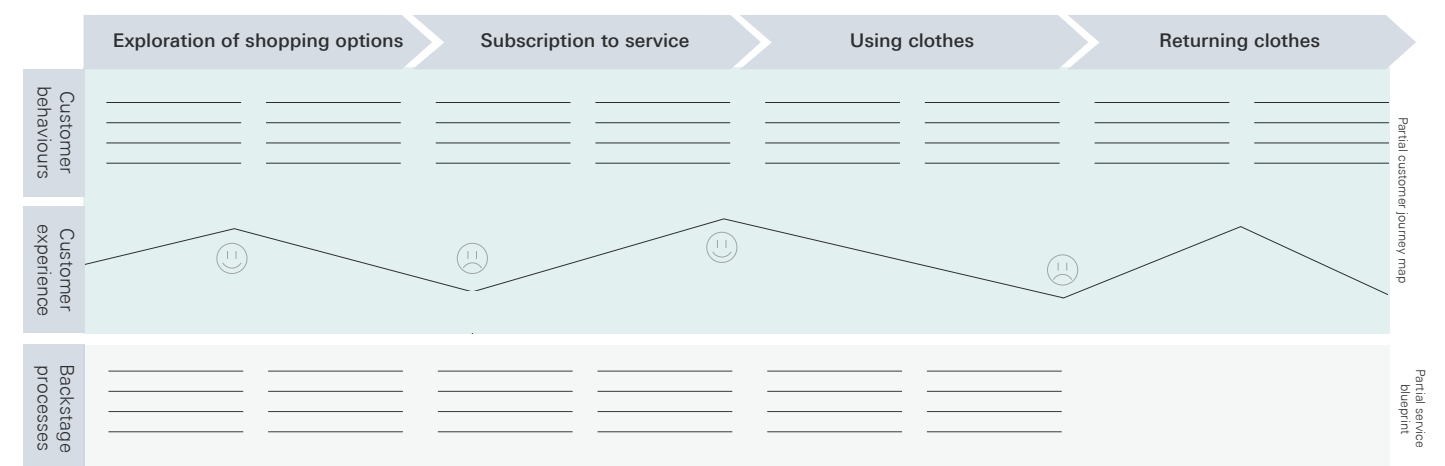 Exploration of shopping options
Subscription to service
Using clothes
Returning clothes
Customer
behaviours
Customer
experience
Partial customer journey map
Backstage
processes
Partial service
blueprint